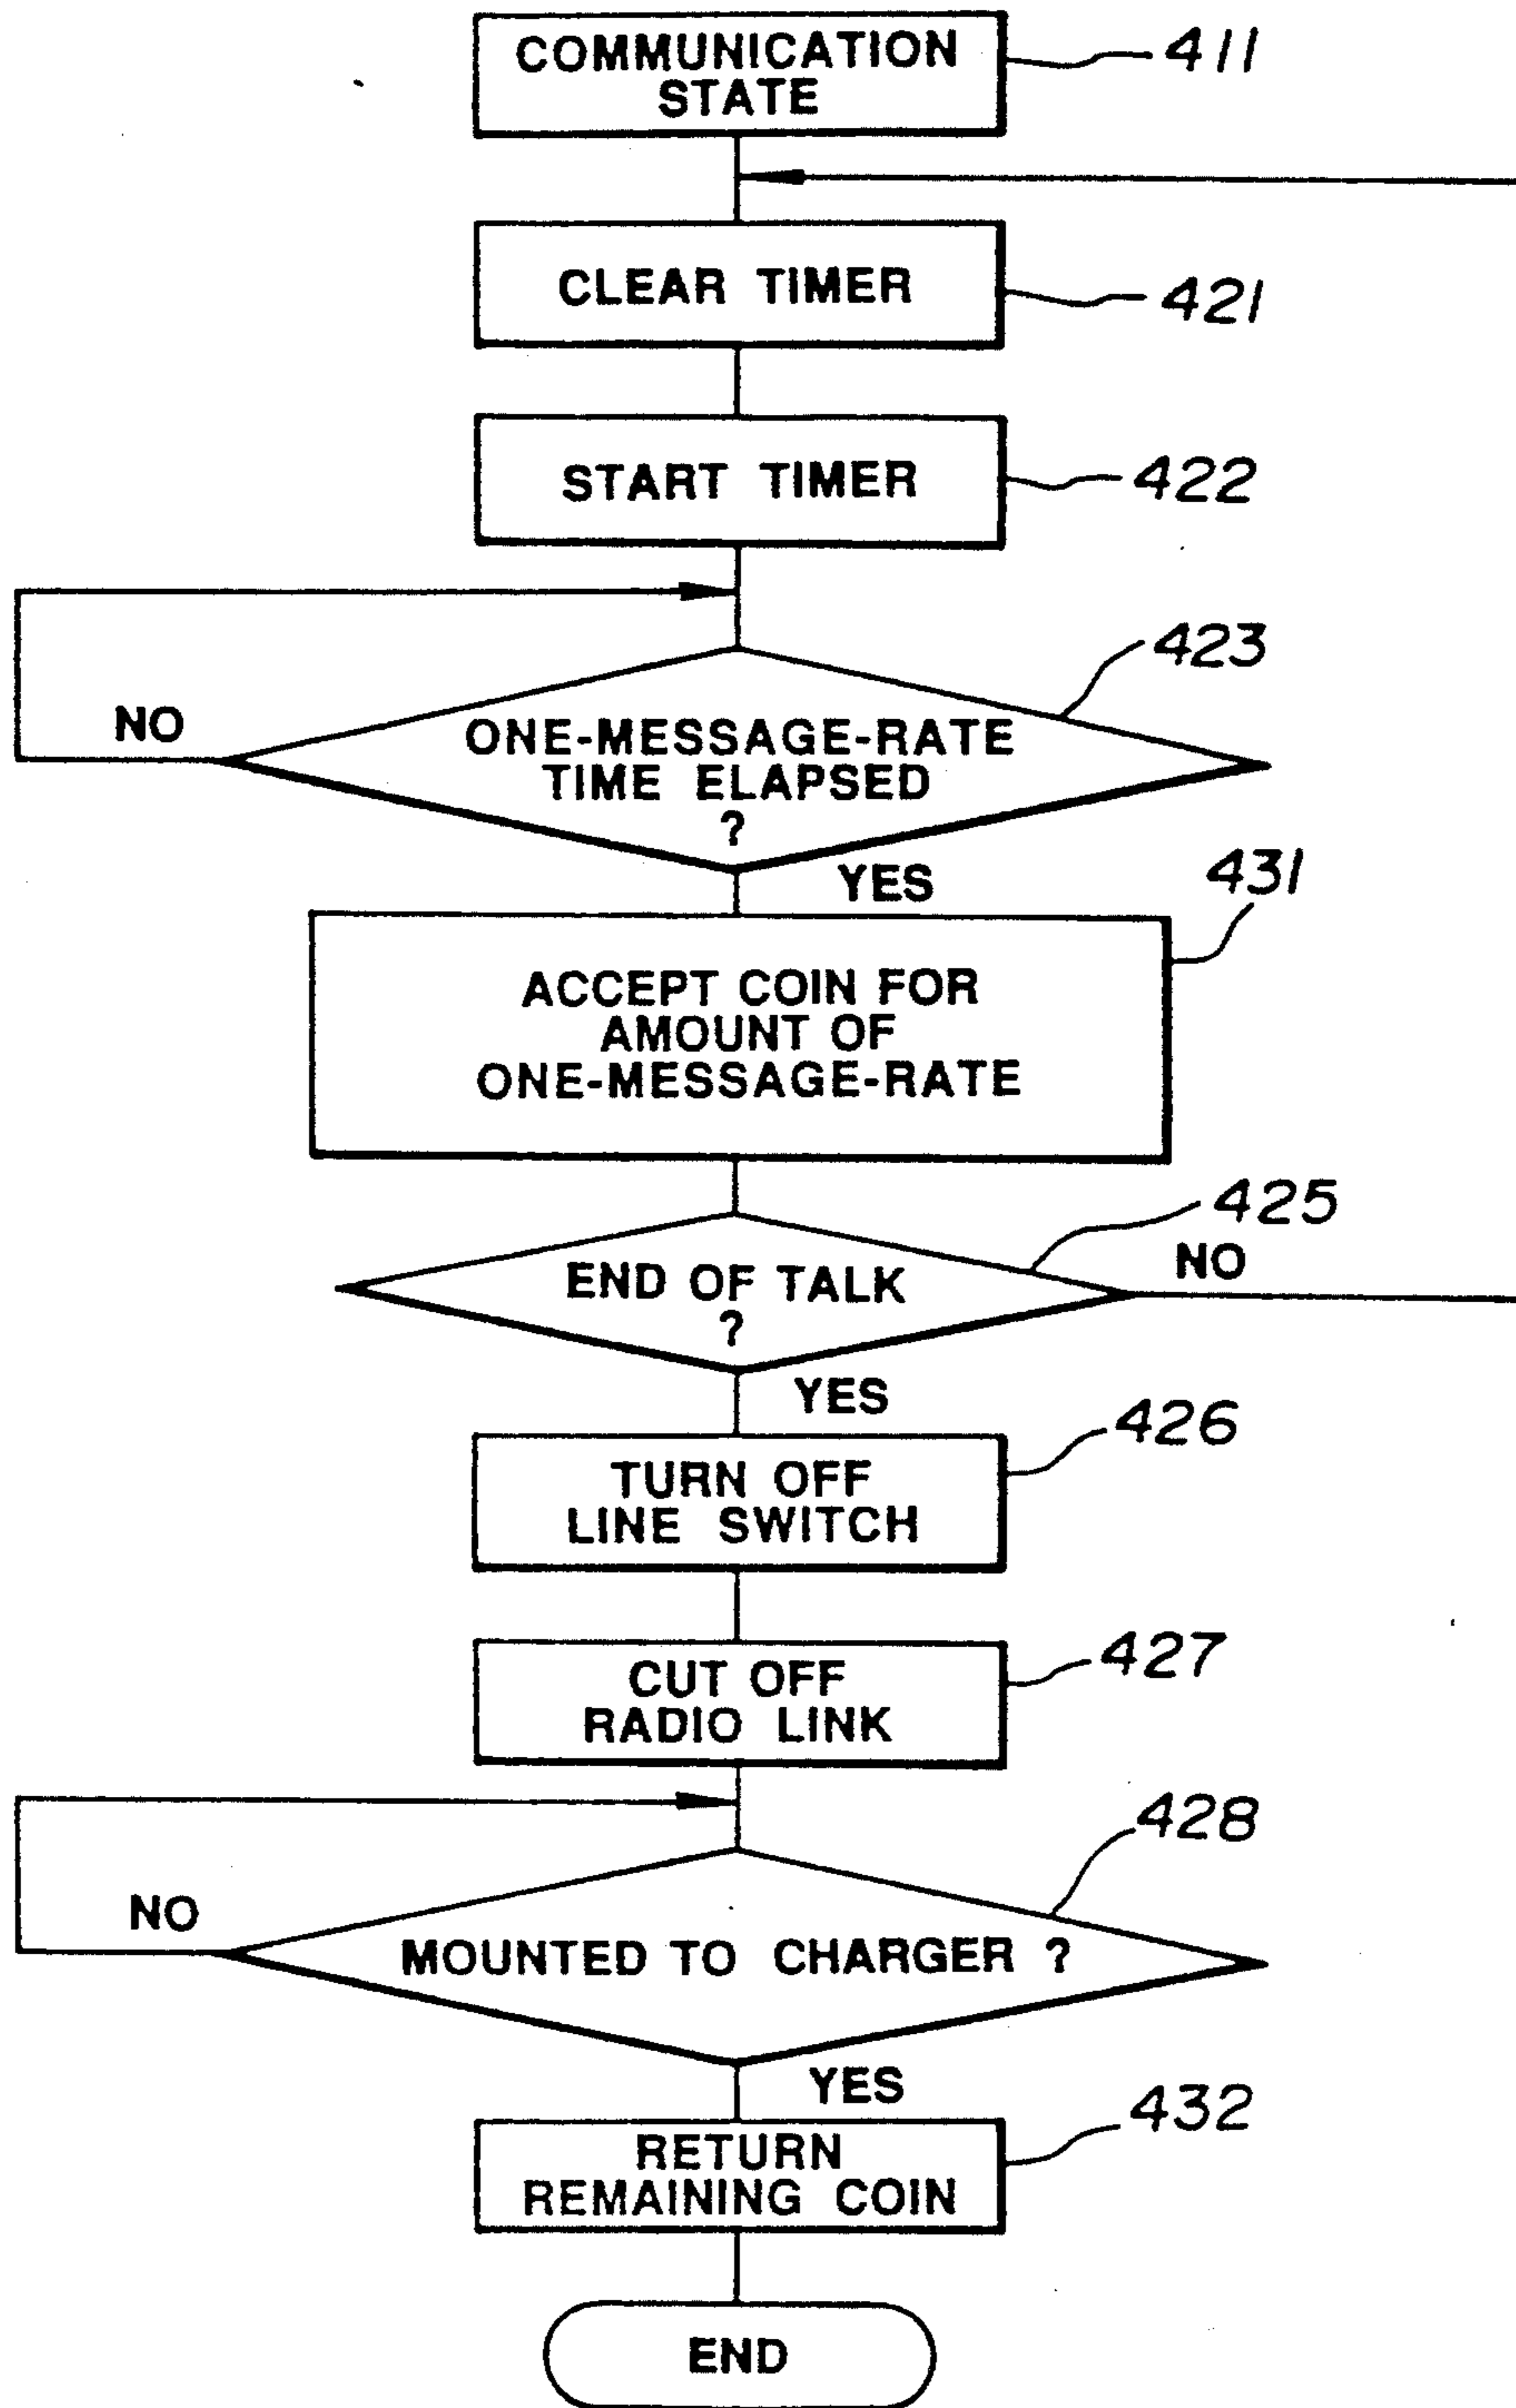 COMMUNICATION
STATE
411
CLEAR TIMER
421
START TIMER
422
423
NO
ONE-MESSAGE-RATE
TIME ELAPSED
?
YES
431
ACCEPT COIN FOR
AMOUNT OF
ONE-MESSAGE-RATE
425
NO
END OF TALK
?
YES
426
TURN OFF
LINE SWITCH
427
CUT OFF
RADIO LINK
428
NO
MOUNTED TO CHARGER ?
YES
432
RETURN
REMAINING COIN
END